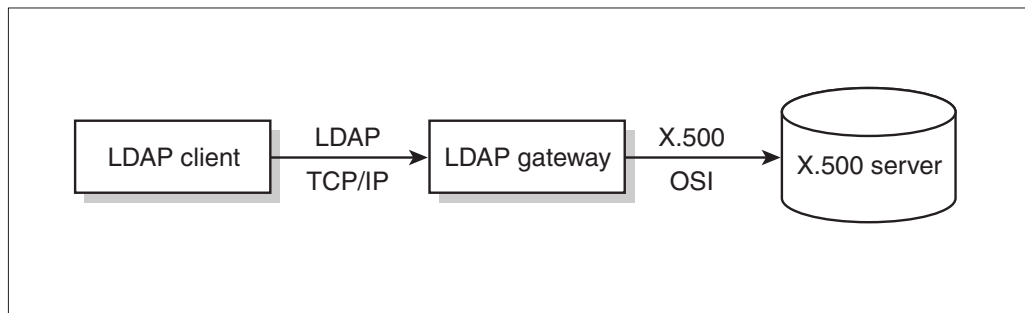 LDAP client
LDAP
TCP/IP
LDAP gateway
X.500
OSI
X.500 server